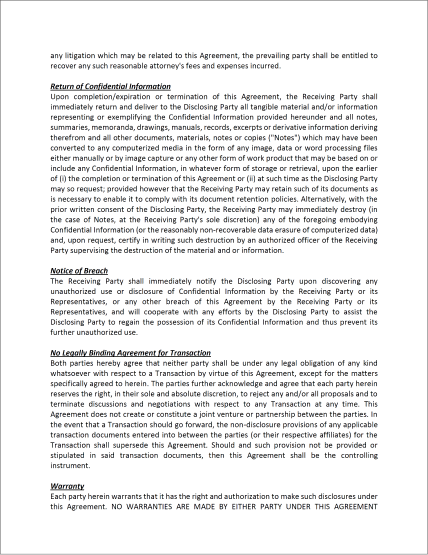 any litigation which may be related to this Agreement, the prevailing party shall be entitled to
recover any such reasonable attorney's fees and expenses incurred.
Return of Confidential Information
Upon completion/expiration or termination of this Agreement, the Receiving Party shall
immediately return and deliver to the Disclosing Party all tangible material and/or information
representing or exemplifying the Confidential Information provided hereunder and all notes,
summaries, memoranda, drawings, manuals, records, excerpts or derivative information deriving
therefrom and all other documents, materials, notes or copies ("Notes") which may have been
converted to any computerized media in the form of any image, data or word processing files
either manually or by image capture or any other form of work product that may be based on or
include any Confidential Information, in whatever form of storage or retrieval, upon the earlier
of (i) the completion or termination of this Agreement or (ii) at such time as the Disclosing Party
may so request; provided however that the Receiving Party may retain such of its documents as
is necessary to enable it to comply with its document retention policies. Alternatively, with the
prior written consent of the Disclosing Party, the Receiving Party may immediately destroy (in
the case of Notes, at the Receiving Party's sole discretion) any of the foregoing embodying
Confidential Information (or the reasonably non-recoverable data erasure of computerized data)
and, upon request, certify in writing such destruction by an authorized officer of the Receiving
Party supervising the destruction of the material and or information.
Notice of Breach
The Receiving Party shall immediately notify the Disclosing Party upon discovering any
unauthorized use or disclosure of Confidential Information by the Receiving Party or its
Representatives, or any other breach of this Agreement by the Receiving Party or its
Representatives, and will cooperate with any efforts by the Disclosing Party to assist the
Disclosing Party to regain the possession of its Confidential Information and thus prevent its
further unauthorized use.
No Legally Binding Agreement for Transaction
Both parties hereby agree that neither party shall be under any legal obligation of any kind
whatsoever with respect to a Transaction by virtue of this Agreement, except for the matters
specifically agreed to herein. The parties further acknowledge and agree that each party herein
reserves the right, in their sole and absolute discretion, to reject any and/or all proposals and to
terminate discussions and negotiations with respect to any Transaction at any time. This
Agreement does not create or constitute a joint venture or partnership between the parties. In
the event that a Transaction should go forward, the non-disclosure provisions of any applicable
transaction documents entered into between the parties (or their respective affiliates) for the
Transaction shall supersede this Agreement. Should and such provision not be provided or
stipulated in said transaction documents, then this Agreement shall be the controlling
instrument.
Warranty
Each party herein warrants that it has the right and authorization to make such disclosures under
this Agreement. NO WARRANTIES ARE MADE BY EITHER PARTY UNDER THIS AGREEMENT